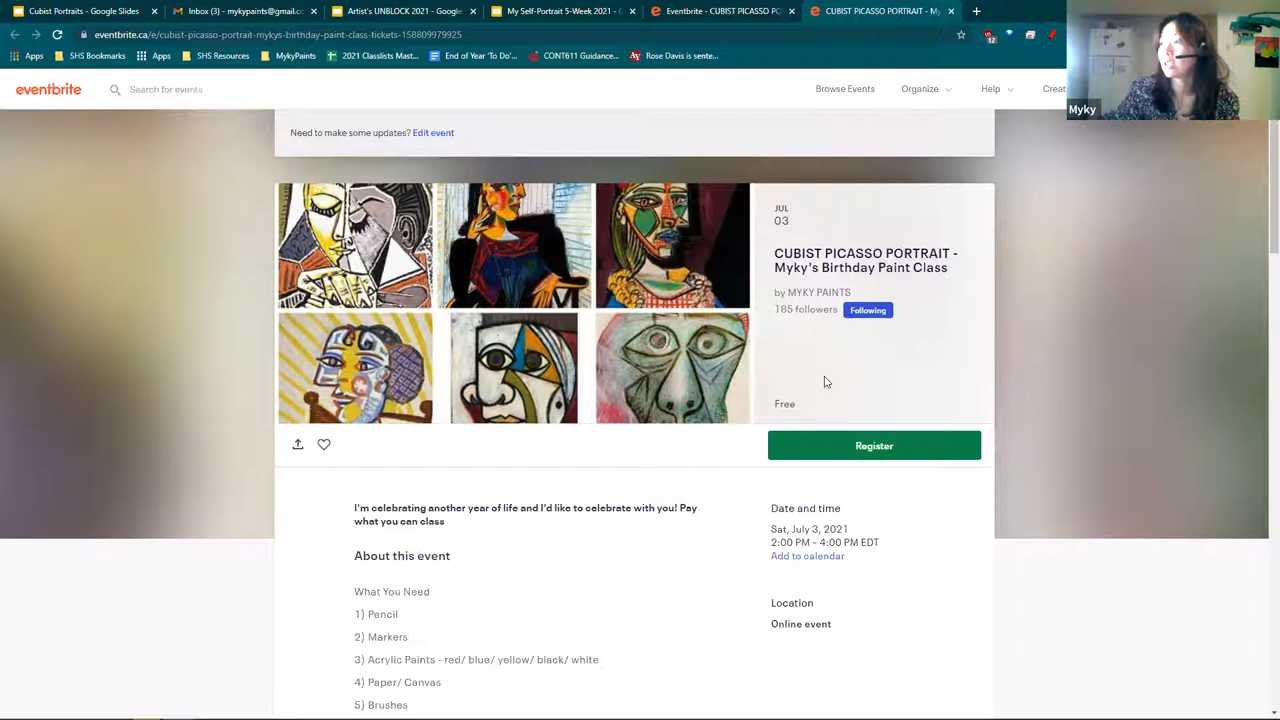 Cubist Portraits - Google Slides
Inbox (3) - mykypaints@gmail.co
Artist's UNBLOCK 2021 - Google
My Self-Portrait 5-Week 2021 - G
Eventbrite - CUBIST PICASSO PO
CUBIST PICASSO PORTRAIT - My
eventbrite.ca/e/cubist-picasso-portrait-mykys-birthday-paint-class-tickets-158809979925
Apps
SHS Bookmarks
Apps
SHS Resources
MykyPaints
2021 Classlists Mast...
End of Year 'To Do'...
CONT611 Guidance...
Rose Davis is sente...
Myky
eventbrite
Search for events
Browse Events
Organize
Help
Creat
Need to make some updates? Edit event
JUL
03
CUBIST PICASSO PORTRAIT -
Myky's Birthday Paint Class
by MYKY PAINTS
185 followers
Following
Free
Register
I'm celebrating another year of life and I'd like to celebrate with you! Pay
what you can class
About this event
What You Need
1) Pencil
2) Markers
3) Acrylic Paints - red/ blue/ yellow/ black/ white
4) Paper/ Canvas
5) Brushes
Date and time
Sat, July 3, 2021
2:00 PM – 4:00 PM EDT
Add to calendar
Location
Online event